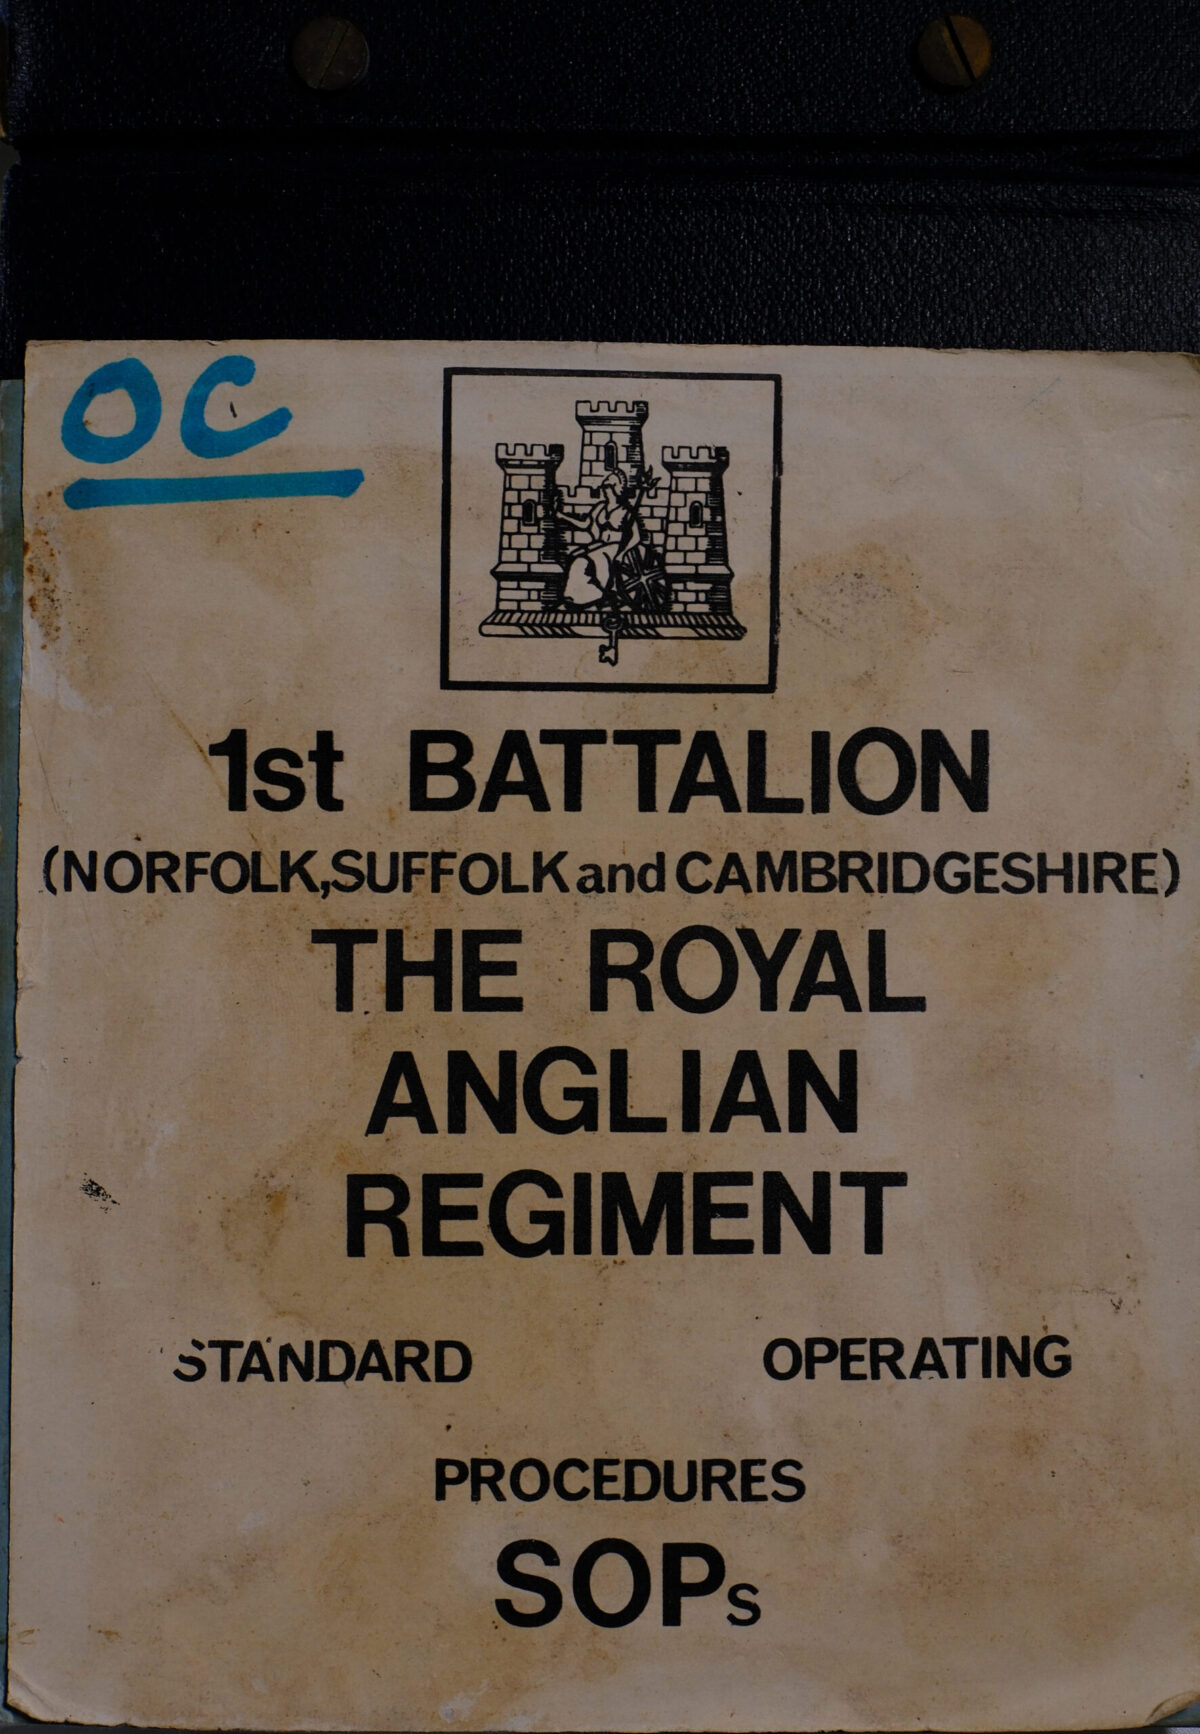 OC
1st BATTALION
(NORFOLK,SUFFOLK and CAMBRIDGESHIRE)
THE ROYAL
ANGLIAN
REGIMENT
STANDARD OPERATING
PROCEDURES
SOPs